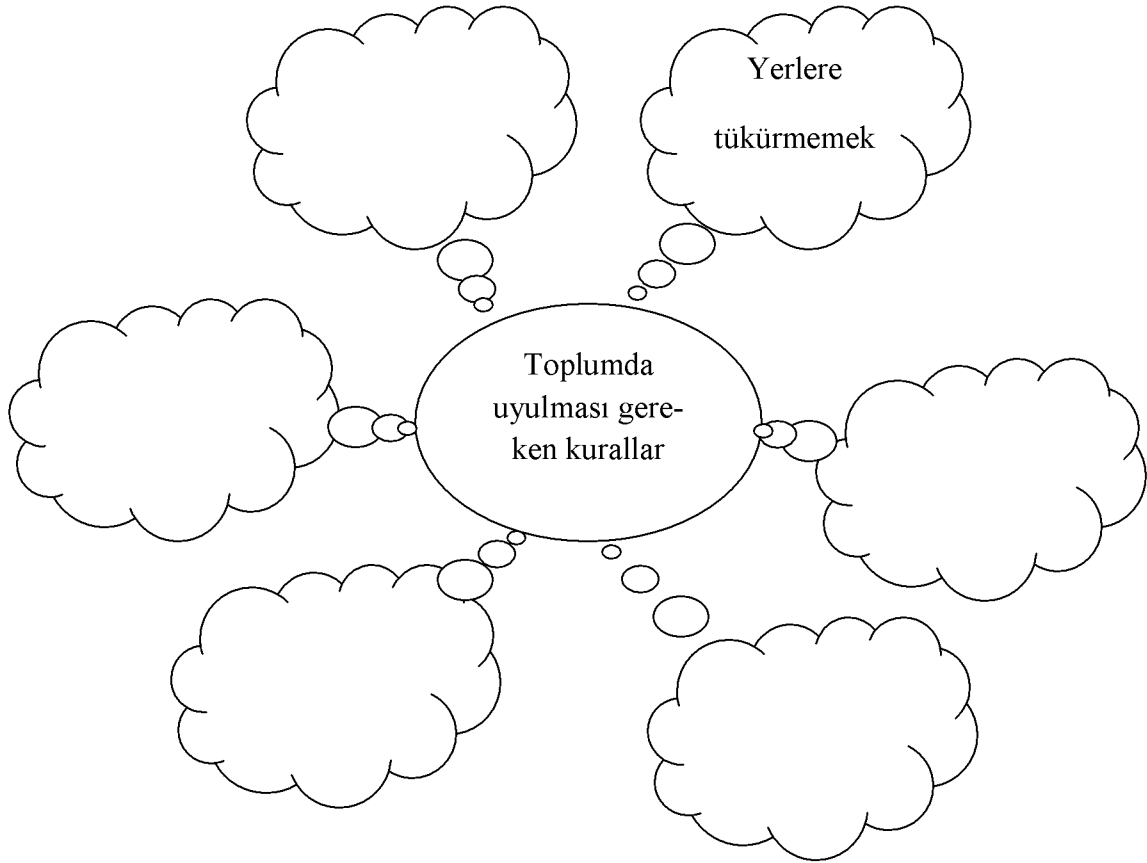 Yerlere
tükürmemek
Toplumda
uyulması gere-
ken kurallar